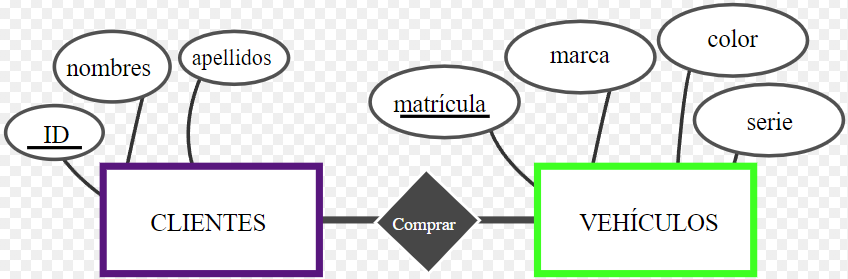 ID
nombres
apellidos
matrícula
marca
color
serie
CLIENTES
Comprar
VEHÍCULOS